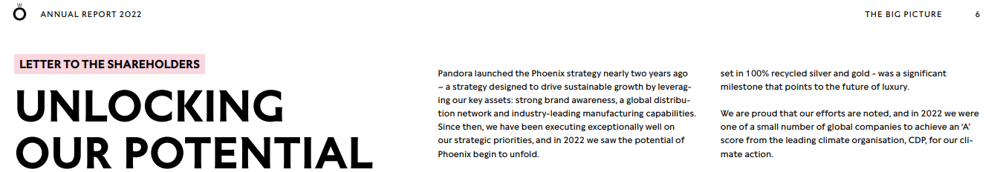 ANNUAL REPORT 2022
THE BIG PICTURE 6
LETTER TO THE SHAREHOLDERS
UNLOCKING
OUR POTENTIAL
Pandora launched the Phoenix strategy nearly two years ago
– a strategy designed to drive sustainable growth by leverag-
ing our key assets: strong brand awareness, a global distribu-
tion network and industry-leading manufacturing capabilities.
Since then, we have been executing exceptionally well on
our strategic priorities, and in 2022 we saw the potential of
Phoenix begin to unfold.
set in 100% recycled silver and gold - was a significant
milestone that points to the future of luxury.
We are proud that our efforts are noted, and in 2022 we were
one of a small number of global companies to achieve an ‘A’
score from the leading climate organisation, CDP, for our cli-
mate action.